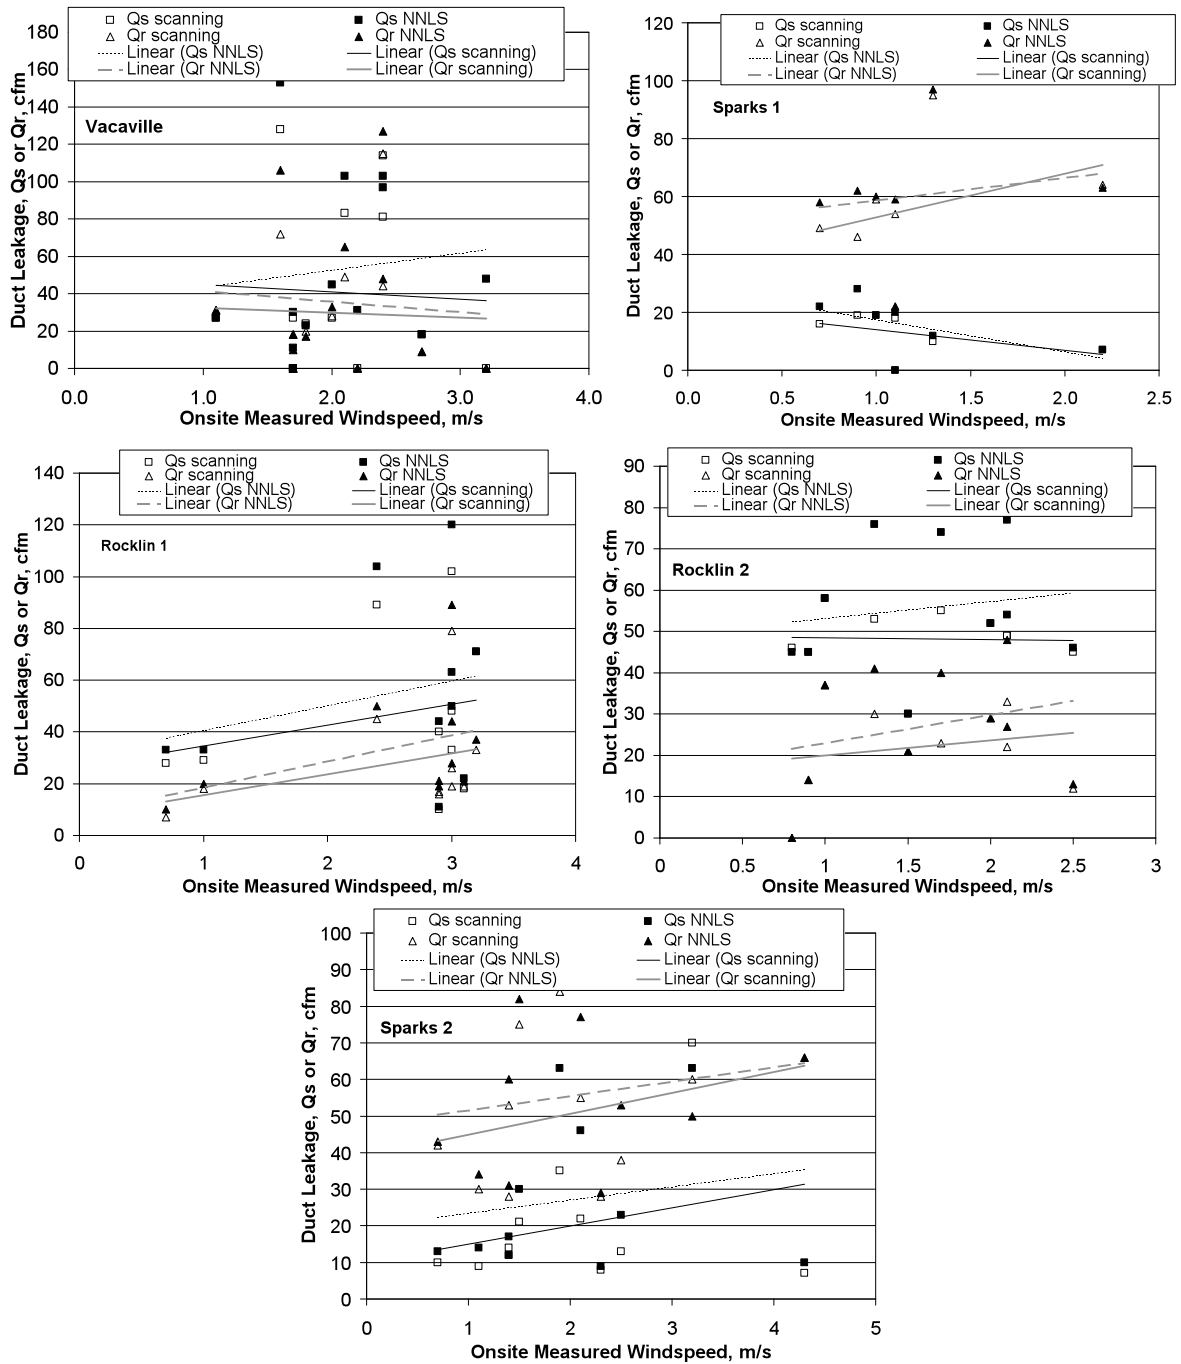 Qs scanning Qs NNLS
Qr scanning Qr NNLS
Linear (Qs NNLS) Linear (Qs scanning)
Linear (Qr NNLS) Linear (Qr scanning)
Vacaville
Duct Leakage, Qs or Qr, cfm
180
160
140
120
100
80
60
40
20
0
0.0 1.0 2.0 3.0 4.0
Onsite Measured Windspeed, m/s
Qs scanning Qs NNLS
Qr scanning Qr NNLS
Linear (Qs NNLS) Linear (Qs scanning)
Linear (Qr NNLS) Linear (Qr scanning)
Sparks 1
Duct Leakage, Qs or Qr, cfm
120
100
80
60
40
20
0
0.0 0.5 1.0 1.5 2.0 2.5
Onsite Measured Windspeed, m/s
Qs scanning Qs NNLS
Qr scanning Qr NNLS
Linear (Qs NNLS) Linear (Qs scanning)
Linear (Qr NNLS) Linear (Qr scanning)
Rocklin 1
Duct Leakage, Qs or Qr, cfm
140
120
100
80
60
40
20
0
0 1 2 3 4
Onsite Measured Windspeed, m/s
Qs scanning Qs NNLS
Qr scanning Qr NNLS
Linear (Qs NNLS) Linear (Qs scanning)
Linear (Qr NNLS) Linear (Qr scanning)
Rocklin 2
Duct Leakage, Qs or Qr, cfm
90
80
70
60
50
40
30
20
10
0
0 0.5 1 1.5 2 2.5 3
Onsite Measured Windspeed, m/s
Qs scanning Qs NNLS
Qr scanning Qr NNLS
Linear (Qs NNLS) Linear (Qs scanning)
Linear (Qr NNLS) Linear (Qr scanning)
Sparks 2
Duct Leakage, Qs or Qr, cfm
100
90
80
70
60
50
40
30
20
10
0
0 1 2 3 4 5
Onsite Measured Windspeed, m/s